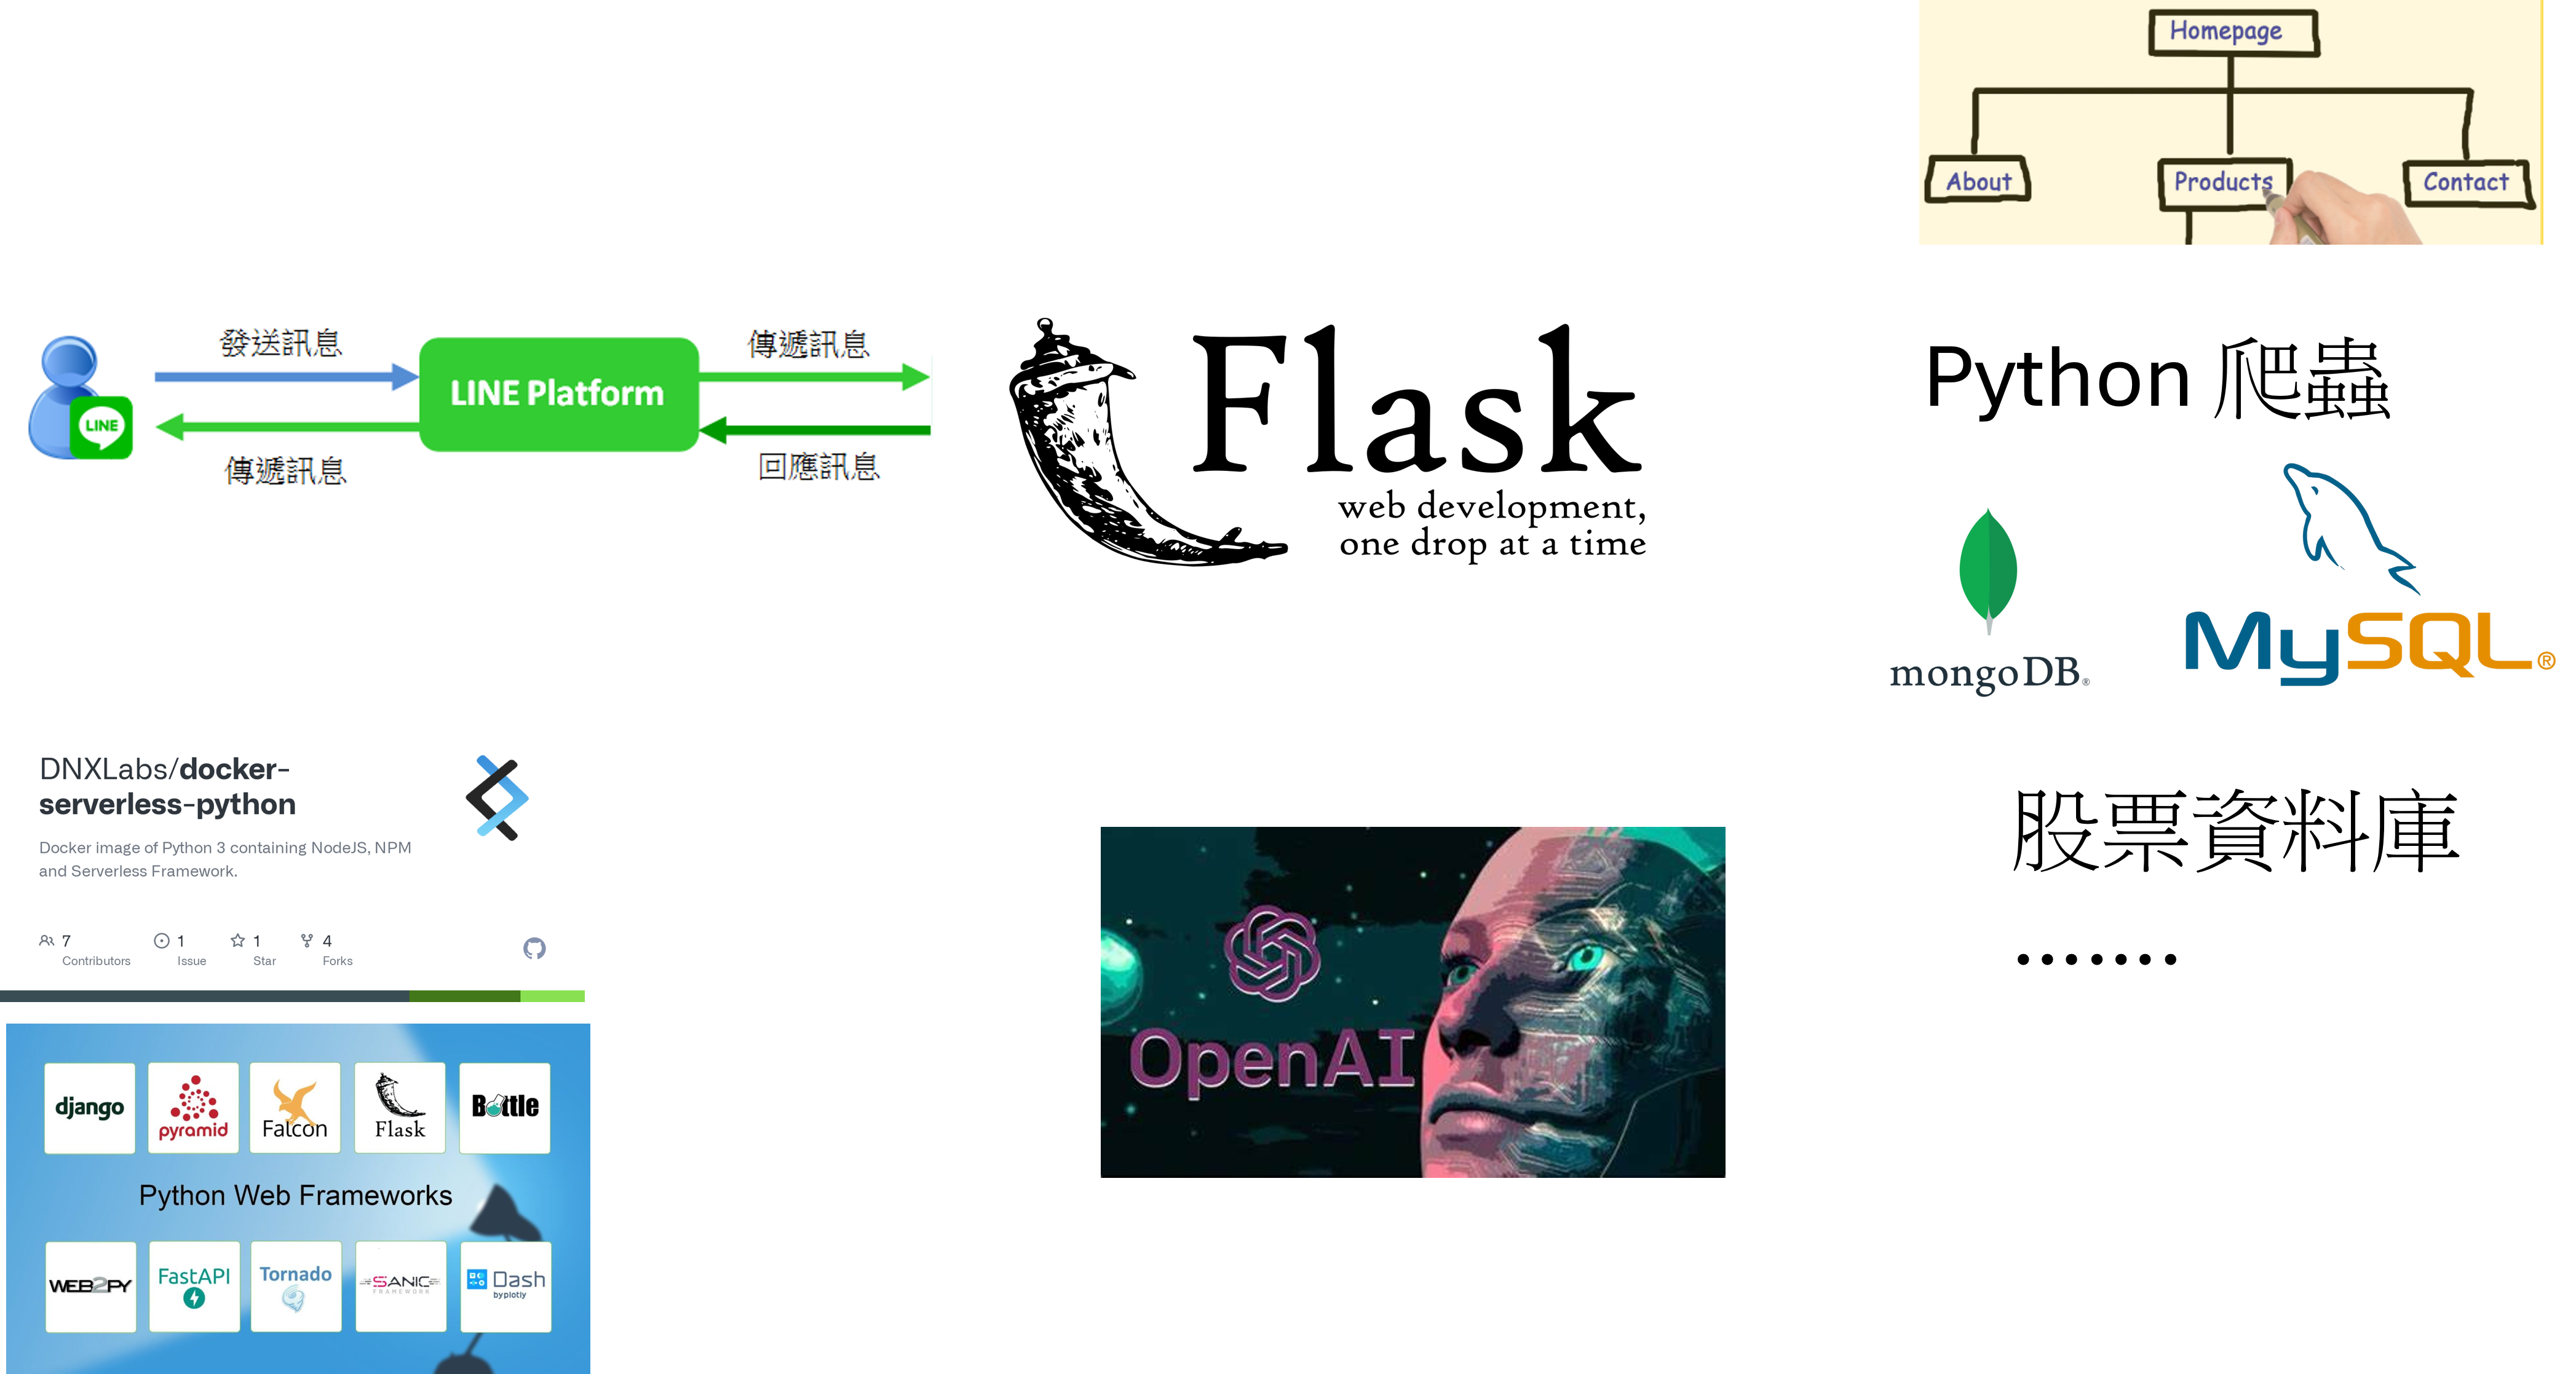 Homepage
About
Products
Contact
發送訊息
傳遞訊息
LINE Platform
LINE
傳遞訊息
回應訊息
Flask
web development,
one drop at a time
Python 爬蟲
mongoDB®
MySQL®
DNXLabs/docker-
serverless-python
Docker image of Python 3 containing NodeJS, NPM
and Serverless Framework.
7
Contributors
1
Issue
1
Star
4
Forks
OpenAI
股票資料庫
.......
django
pyramid
Falcon
Flask
Bottle
Python Web Frameworks
WEB2PY
FastAPI
Tornado
SANIC
FRAMEWORK
Dash
by plotly